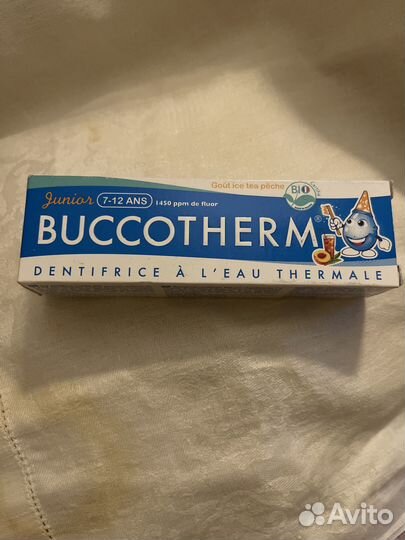 Goût ice tea pêche
BIO
Junior 7-12 ANS 1450 ppm de fluor
BUCCOTHERM®
DENTIFRICE À L'EAU THERMALE
Avito